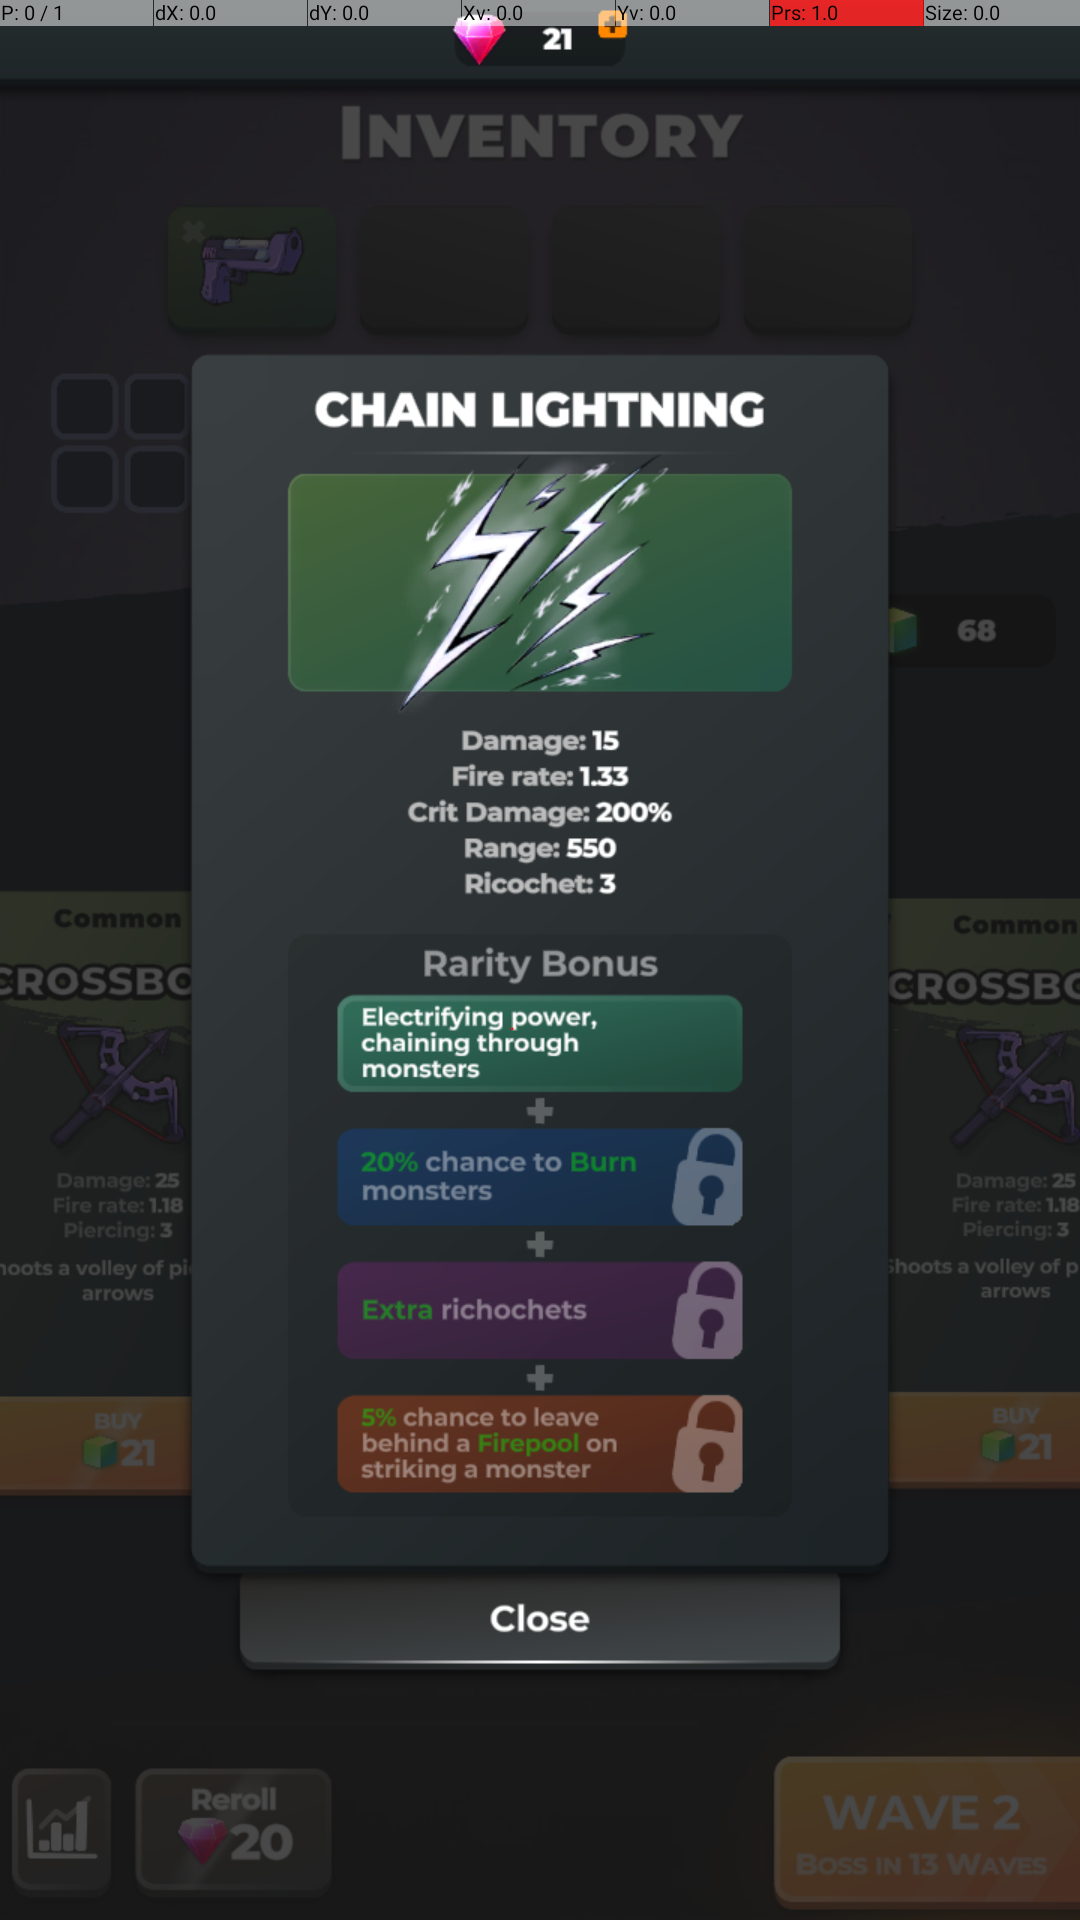 P: 0 / 1
dX: 0.0
dY: 0.0
Xv: 0.0
Yv: 0.0
Prs: 1.0
Size: 0.0
21
INVENTORY
CHAIN LIGHTNING
68
Damage: 15
Fire rate: 1.33
Crit Damage: 200%
Range: 550
Ricochet: 3
Rarity Bonus
Electrifying power,
chaining through
monsters
20% chance to Burn
monsters
Extra richochets
5% chance to leave
behind a Firepool on
striking a monster
Common
CROSSBO
Damage: 25
Fire rate: 1.18
Piercing: 3
hoots a volley of pi
arrows
BUY
21
Common
CROSSBO
Damage: 25
Fire rate: 1.18
Piercing: 3
Shoots a volley of p
arrows
BUY
21
Close
Reroll
20
WAVE 2
BOSS IN 13 WAVES